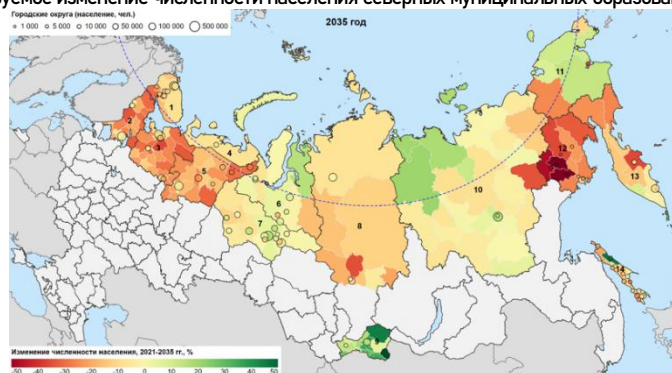 уемое изменение численности населения северных муниципальных образова
Городские округа (население, чел.)
1 000 5 000 10 000 50 000 100 000 500 000
2035 год
11
1
2
3
4
12
5
10
13
6
7
8
14
9
Изменение численности населения, 2021-2035 гг., %
-50 -40 -30 -20 -10 0 10 20 30 40 50